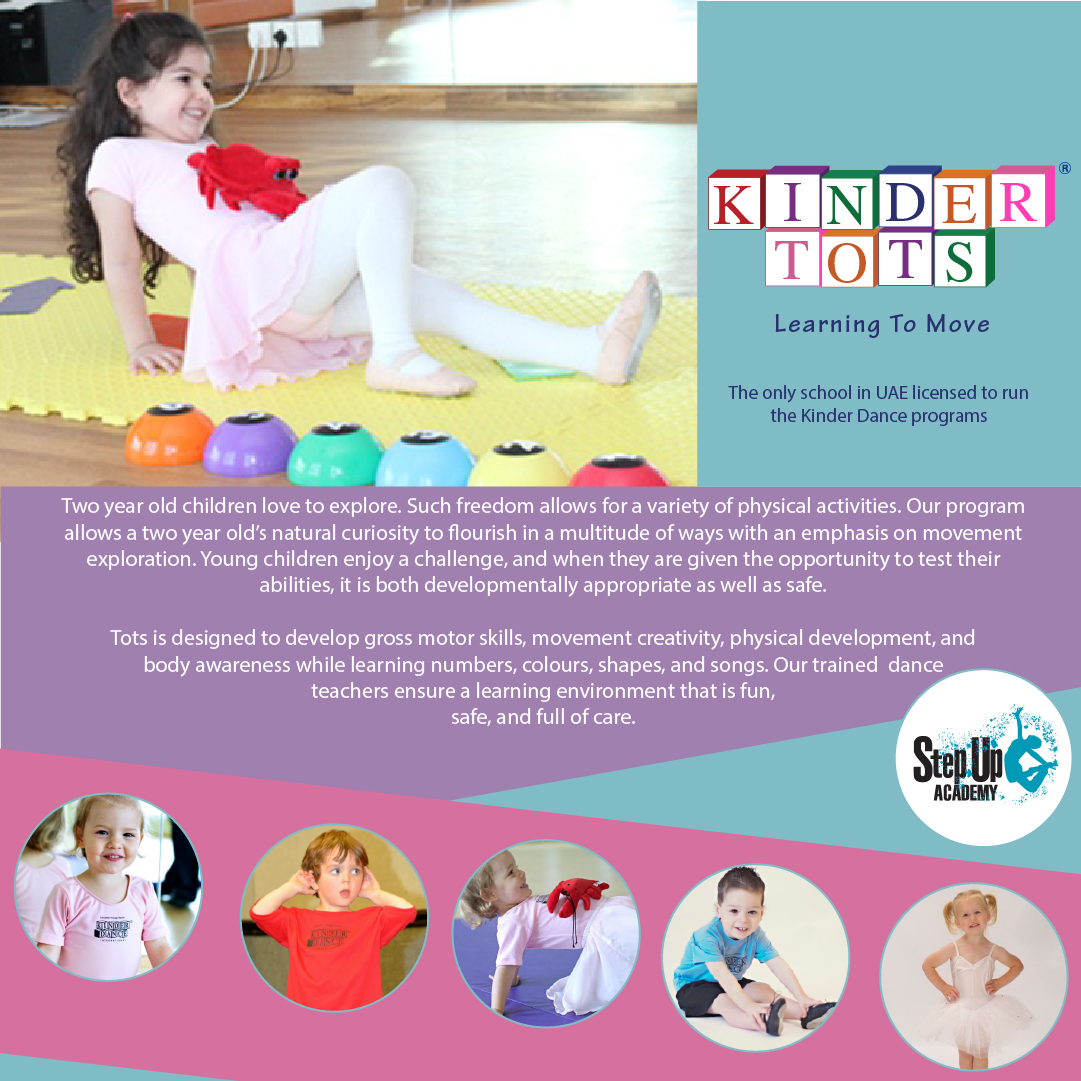 KINDER®
TOTS
Learning To Move
The only school in UAE licensed to run
the Kinder Dance programs
Two year old children love to explore. Such freedom allows for a variety of physical activities. Our program
allows a two year old’s natural curiosity to flourish in a multitude of ways with an emphasis on movement
exploration. Young children enjoy a challenge, and when they are given the opportunity to test their
abilities, it is both developmentally appropriate as well as safe.
Tots is designed to develop gross motor skills, movement creativity, physical development, and
body awareness while learning numbers, colours, shapes, and songs. Our trained dance
teachers ensure a learning environment that is fun,
safe, and full of care.
Step Up
ACADEMY
KINDER
DANCE
KINDER
DANCE